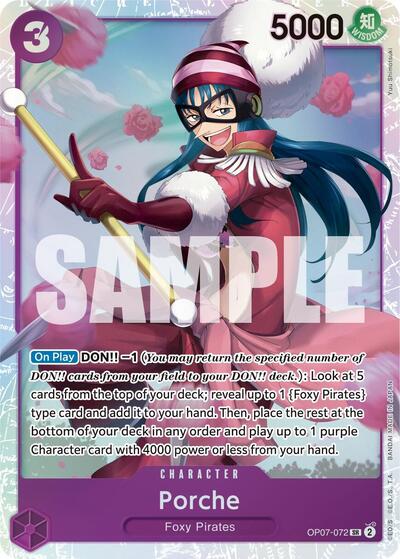 3
5000
知
WISDOM
Yuu Shimotsuki
SAMPLE
On Play DON!! −1 (You may return the specified number of
DON!! cards from your field to your DON!! deck.): Look at 5
cards from the top of your deck; reveal up to 1 {Foxy Pirates}
type card and add it to your hand. Then, place the rest at the
bottom of your deck in any order and play up to 1 purple
Character card with 4000 power or less from your hand.
CHARACTER
Porche
Foxy Pirates
OP07-072 SR 2
©E.O./S. ©E.O./S., T.A. BANDAI MADE IN JAPAN